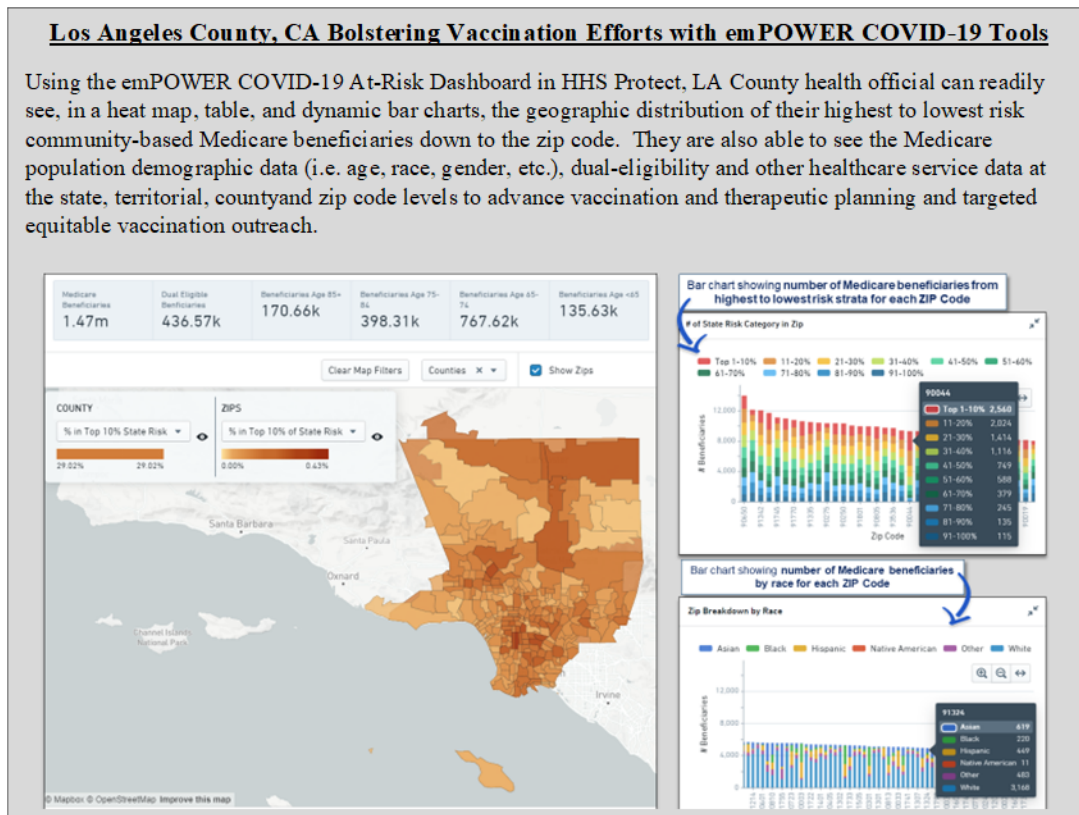 Los Angeles County, CA Bolstering Vaccination Efforts with emPOWER COVID-19 Tools
Using the emPOWER COVID-19 At-Risk Dashboard in HHS Protect, LA County health official can readily
see, in a heat map, table, and dynamic bar charts, the geographic distribution of their highest to lowest risk
community-based Medicare beneficiaries down to the zip code. They are also able to see the Medicare
population demographic data (i.e. age, race, gender, etc.), dual-eligibility and other healthcare service data at
the state, territorial, countyand zip code levels to advance vaccination and therapeutic planning and targeted
equitable vaccination outreach.
Medicare
Beneficiaries
1.47m
Dual Eligible
Benficiaries
436.57k
Beneficiaries Age 85+
170.66k
Beneficiaries Age 75-
84
398.31k
Beneficiaries Age 65-
74
767.62k
Beneficiaries Age <65
135.63k
Clear Map Filters
Counties
Show Zips
COUNTY
% in Top 10% State Risk
29.02% 29.02%
ZIPS
% in Top 10% of State Risk
0.00% 0.43%
Santa Barbara
Santa Paula
Oxnard
Channel Islands
National Park
Irvine
© Mapbox © OpenStreetMap Improve this map
Bar chart showing number of Medicare beneficiaries from
highest to lowest risk strata for each ZIP Code
# of State Risk Category in Zip
Top 1-10% 11-20% 21-30% 31-40% 41-50% 51-60%
61-70% 71-80% 81-90% 91-100%
# Beneficiaries
12,000
8,000
4,000
0
90650 91342 91745 91770 91335 90275 90250 91801 90805 93536 90044 90019
Zip Code
90044
Top 1-10% 2,560
11-20% 2,024
21-30% 1,414
31-40% 1,116
41-50% 749
51-60% 588
61-70% 379
71-80% 245
81-90% 135
91-100% 115
Bar chart showing number of Medicare beneficiaries
by race for each ZIP Code
Zip Breakdown by Race
Asian Black Hispanic Native American Other White
# Beneficiaries
12,000
8,000
4,000
0
91324
Asian 619
Black 220
Hispanic 449
Native American 11
Other 483
White 3,168